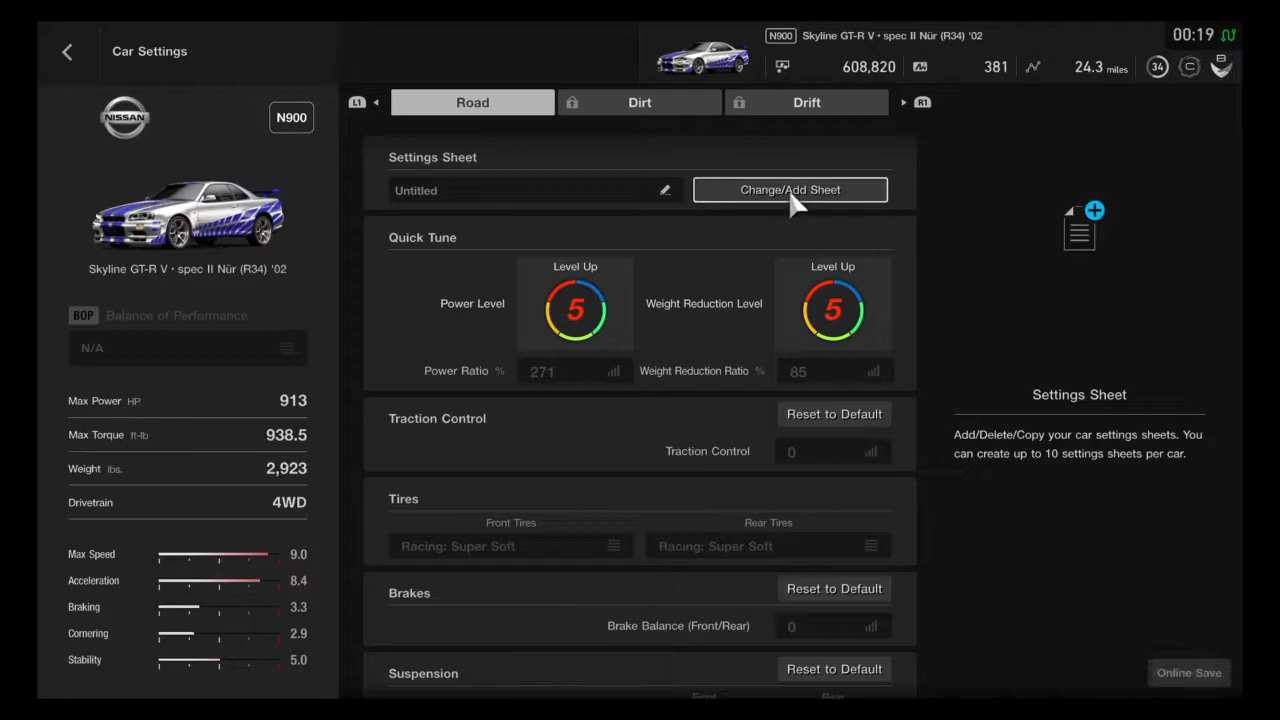 Car Settings
N900 Skyline GT-R V • spec II Nür (R34) '02
00:19
608,820 381 24.3 miles 34 C B
NISSAN
N900
L1 Road Dirt Drift R1
Settings Sheet
Untitled Change/Add Sheet
Quick Tune
Level Up Level Up
Power Level 5 Weight Reduction Level 5
Power Ratio % 271 Weight Reduction Ratio % 85
Skyline GT-R V • spec II Nür (R34) '02
BOP Balance of Performance
N/A
Max Power HP 913
Max Torque ft-lb 938.5
Weight lbs. 2,923
Drivetrain 4WD
Max Speed 9.0
Acceleration 8.4
Braking 3.3
Cornering 2.9
Stability 5.0
Traction Control Reset to Default
Traction Control 0
Tires
Front Tires Rear Tires
Racing: Super Soft Racing: Super Soft
Brakes Reset to Default
Brake Balance (Front/Rear) 0
Suspension Reset to Default
Front Rear
Settings Sheet
Add/Delete/Copy your car settings sheets. You
can create up to 10 settings sheets per car.
Online Save